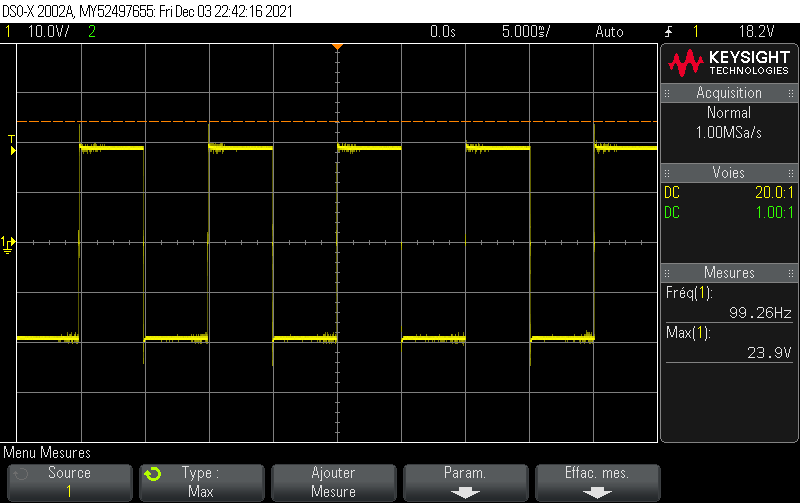 DSO-X 2002A, MY52497655: Fri Dec 03 22:42:16 2021
1 10.0V/ 2 0.0s 5.000ms/ Auto 1 18.2V
KEYSIGHT
TECHNOLOGIES
Acquisition
Normal
1.00MSa/s
Voies
DC 20.0:1
DC 1.00:1
Mesures
Fréq(1):
99.26Hz
Max(1):
23.9V
T
1
Menu Mesures
Source
1
Type :
Max
Ajouter
Mesure
Param.
Effac. mes.